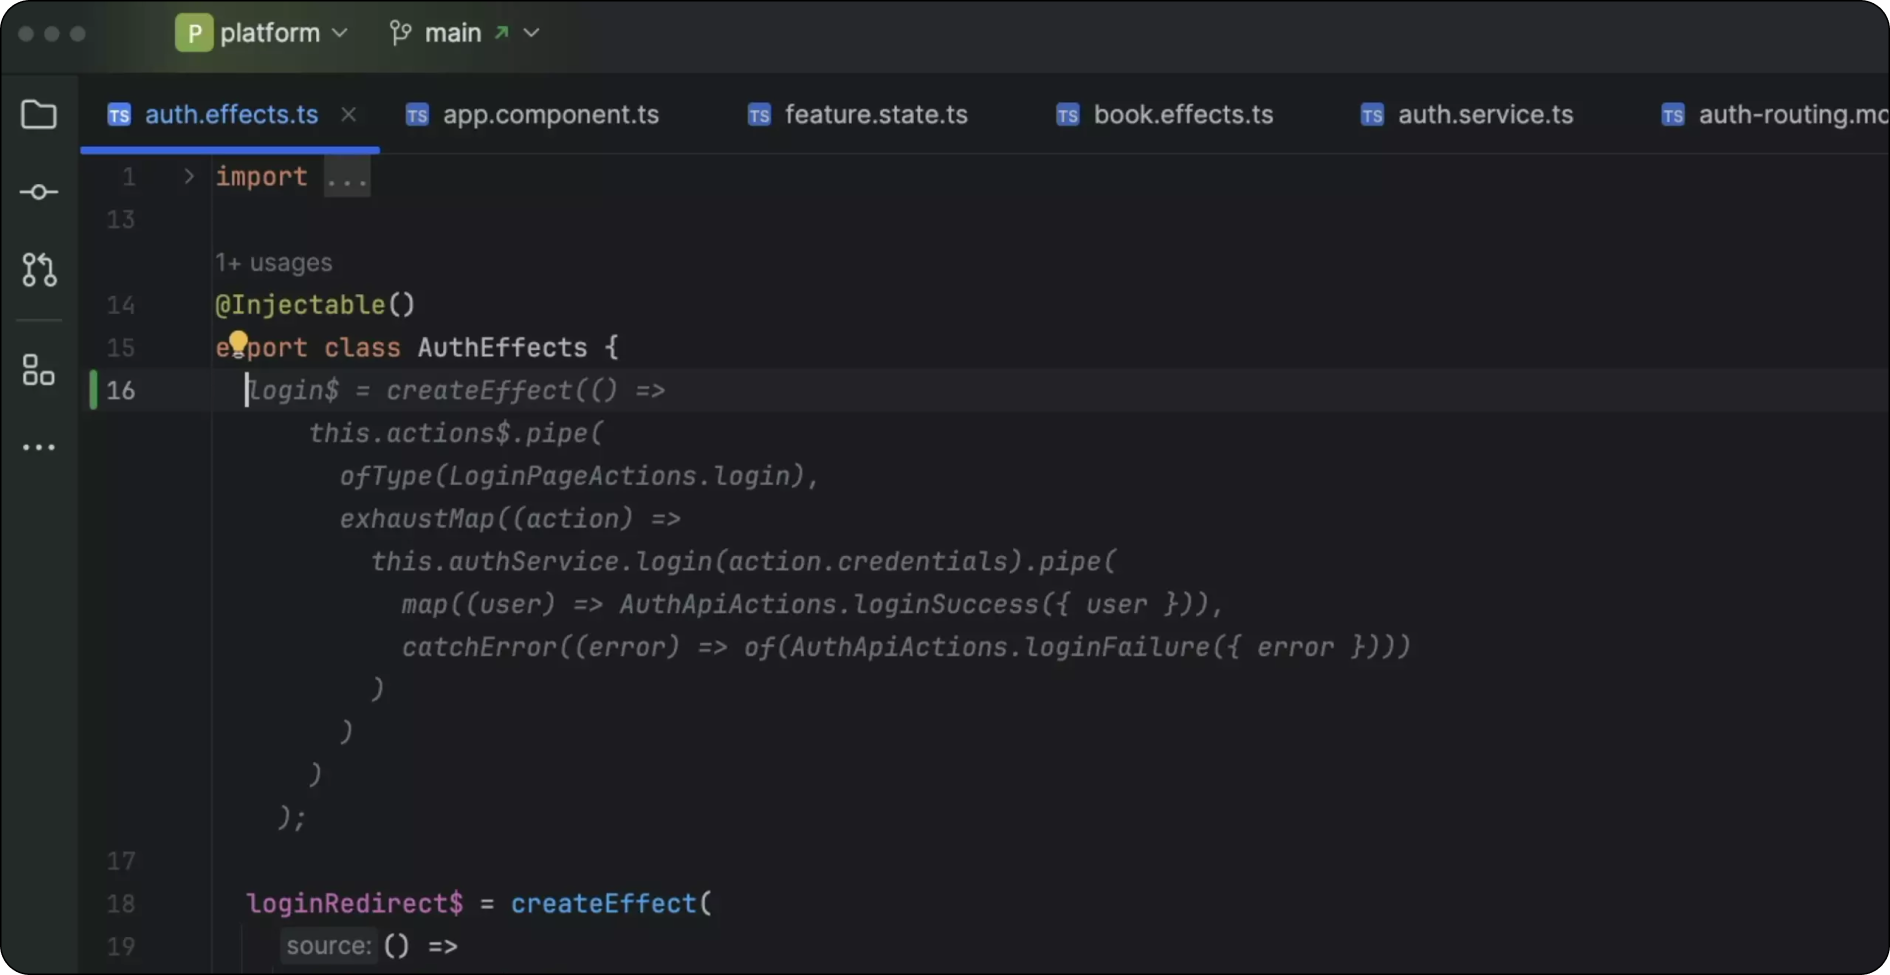 P platform main
TS auth.effects.ts TS app.component.ts TS feature.state.ts TS book.effects.ts TS auth.service.ts TS auth-routing.mo
1 import ...
13
1+ usages
14 @Injectable()
15 export class AuthEffects {
16 login$ = createEffect(() =>
this.actions$.pipe(
ofType(LoginPageActions.login),
exhaustMap((action) =>
this.authService.login(action.credentials).pipe(
map((user) => AuthApiActions.loginSuccess({ user })),
catchError((error) => of(AuthApiActions.loginFailure({ error })))
)
)
)
);
17
18 loginRedirect$ = createEffect(
19 source: () =>